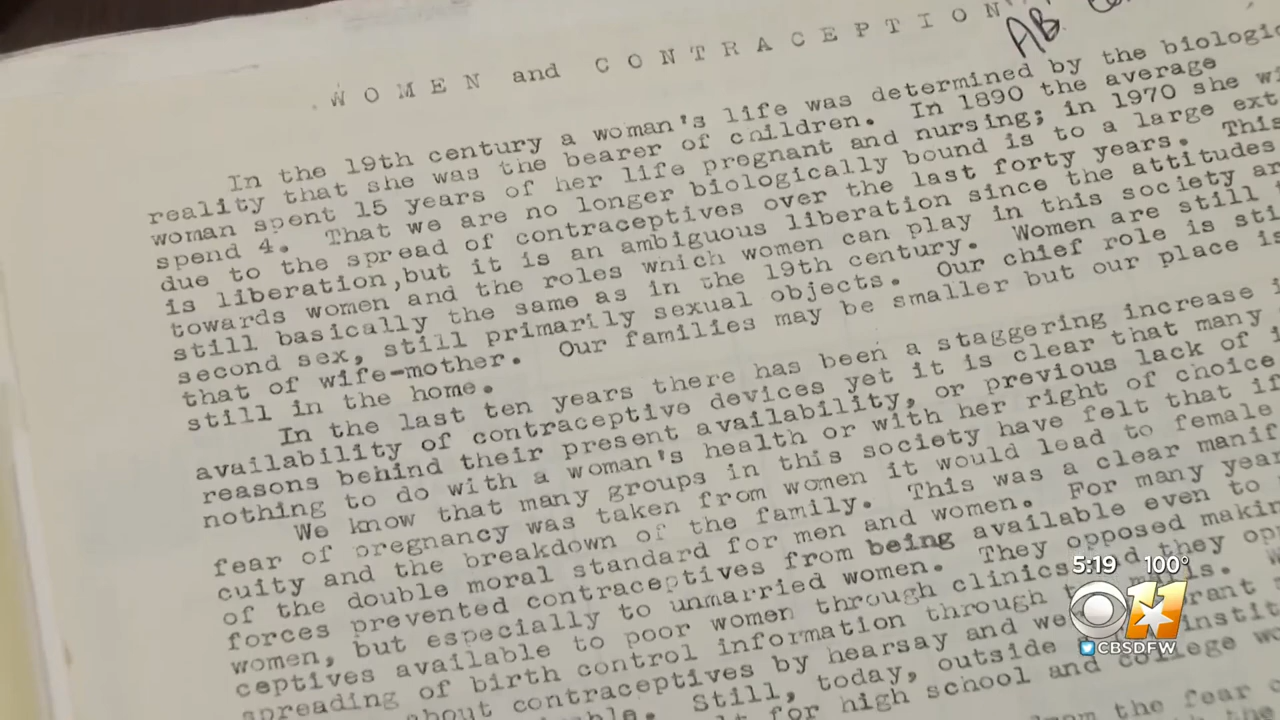 WOMEN and CONTRACEPTION
AB
In the 19th century a woman's life was determined by the biologic
reality that she was the bearer of children. In 1890 the average
woman spent 15 years of her life pregnant and nursing; in 1970 she wi
spend 4. That we are no longer biologically bound is to a large ext
due to the spread of contraceptives over the last forty years. This
is liberation,but it is an ambiguous liberation since the attitudes
towards women and the roles which women can play in this society ar
still basically the same as in the 19th century. Women are still
second sex, still primarily sexual objects. Our chief role is sti
that of wife-mother. Our families may be smaller but our place is
still in the home.
In the last ten years there has been a staggering increase i
availability of contraceptive devices yet it is clear that many
reasons behind their present availability, or previous lack of i
nothing to do with a woman's health or with her right of choice
We know that many groups in this society have felt that if
fear of pregnancy was taken from women it would lead to female
cuity and the breakdown of the family. This was a clear manif
of the double moral standard for men and women. For many year
forces prevented contraceptives from being available even to
women, but especially to unmarried women. They opposed makin
ceptives available to poor women through clinics d they op
spreading of birth control information through
about contraceptives by hearsay and we rant
Still, today, outside instit
for high school and college w
from the fear
5:19 100°
11
CBSDFW